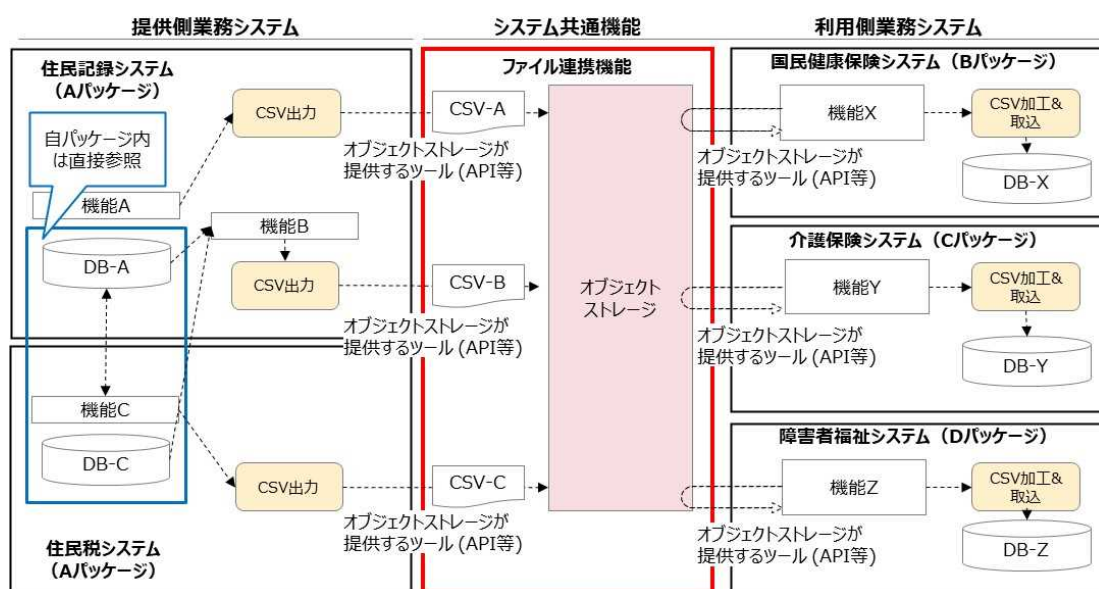 提供側業務システム
システム共通機能
利用側業務システム
住民記録システム
（Aパッケージ）
自パッケージ内
は直接参照
CSV出力
機能A
機能B
DB-A
CSV出力
機能C
DB-C
CSV出力
住民税システム
（Aパッケージ）
ファイル連携機能
CSV-A
オブジェクトストレージが
提供するツール (API等)
CSV-B
オブジェクトストレージが
提供するツール (API等)
CSV-C
オブジェクトストレージが
提供するツール (API等)
オブジェクト
ストレージ
国民健康保険システム（Bパッケージ）
機能X
CSV加工&
取込
DB-X
オブジェクトストレージが
提供するツール (API等)
介護保険システム（Cパッケージ）
機能Y
CSV加工&
取込
DB-Y
オブジェクトストレージが
提供するツール (API等)
障害者福祉システム（Dパッケージ）
機能Z
CSV加工&
取込
DB-Z
オブジェクトストレージが
提供するツール (API等)